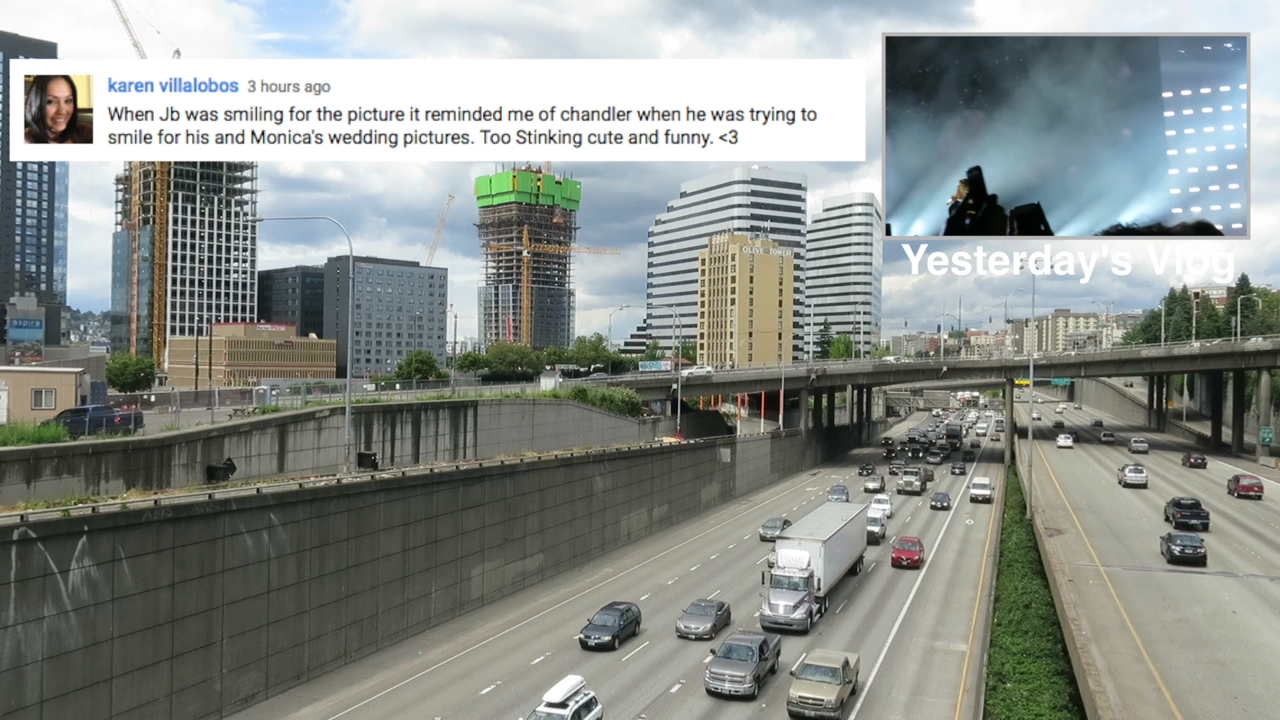 karen villalobos 3 hours ago
When Jb was smiling for the picture it reminded me of chandler when he was trying to
smile for his and Monica's wedding pictures. Too Stinking cute and funny. <3
Yesterday's Vlog
OLIVE TOWER
aspira